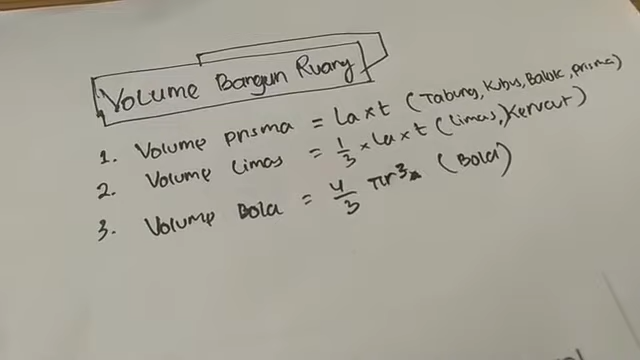 Volume Bangun Ruang
1. Volume prisma = La x t (Tabung, Kubus, Balok, prisma)
2. Volume Limas = 1/3 x La x t (Limas, Kerucut)
3. Volume Bola = 4/3 πr³ (Bola)